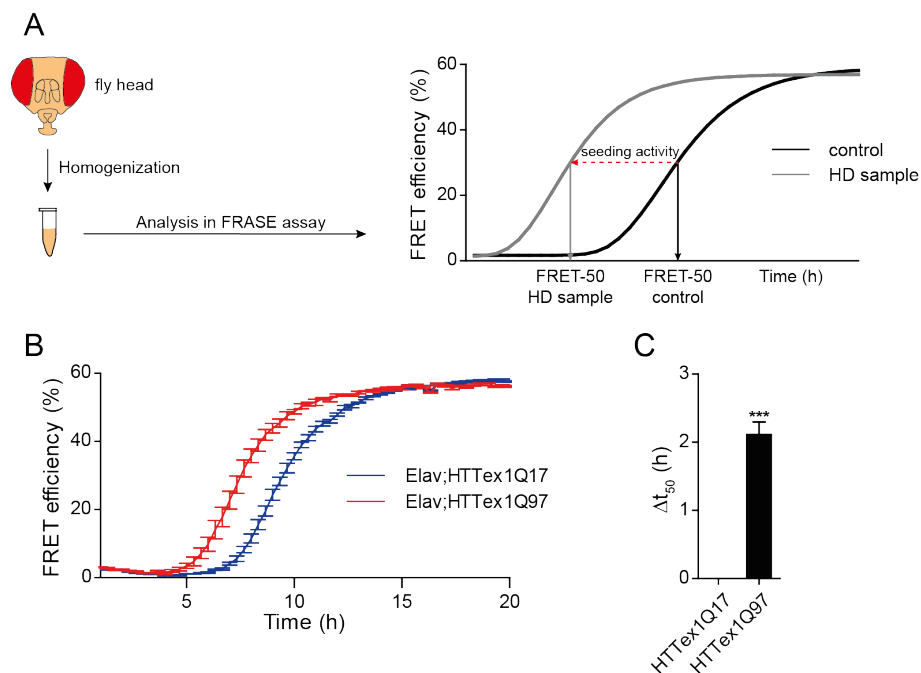 A
fly head
Homogenization
Analysis in FRASE assay
FRET efficiency (%)
60
40
20
0
seeding activity
control
HD sample
FRET-50
HD sample
FRET-50
control
Time (h)
B
FRET efficiency (%)
60
40
20
0
5
10
15
20
Time (h)
Elav;HTTex1Q17
Elav;HTTex1Q97
C
Δt50 (h)
3
2
1
0
***
HTTex1Q17
HTTex1Q97